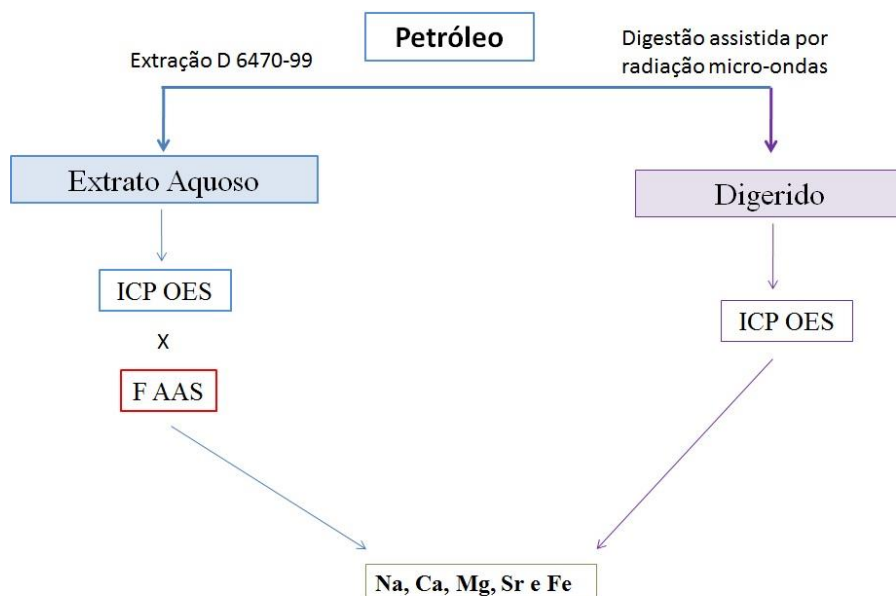 Petróleo
Extração D 6470-99
Digestão assistida por
radiação micro-ondas
Extrato Aquoso
Digerido
ICP OES
ICP OES
X
F AAS
Na, Ca, Mg, Sr e Fe